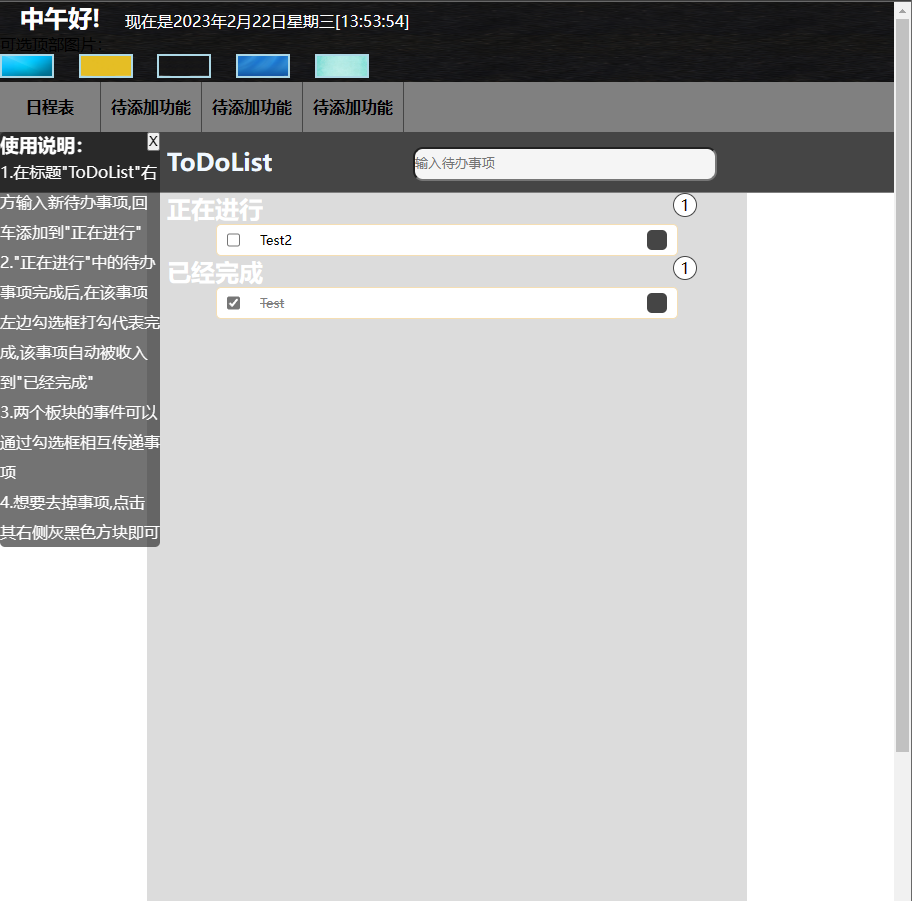 中午好!
现在是2023年2月22日星期三[13:53:54]
可选顶部图片:
日程表 待添加功能 待添加功能 待添加功能
使用说明:
X
1.在标题"ToDoList"右
方输入新待办事项,回
车添加到"正在进行"
2."正在进行"中的待办
事项完成后,在该事项
左边勾选框打勾代表完
成,该事项自动被收入
到"已经完成"
3.两个板块的事件可以
通过勾选框相互传递事
项
4.想要去掉事项,点击
其右侧灰黑色方块即可
ToDoList
输入待办事项
正在进行
1
Test2
已经完成
1
Test